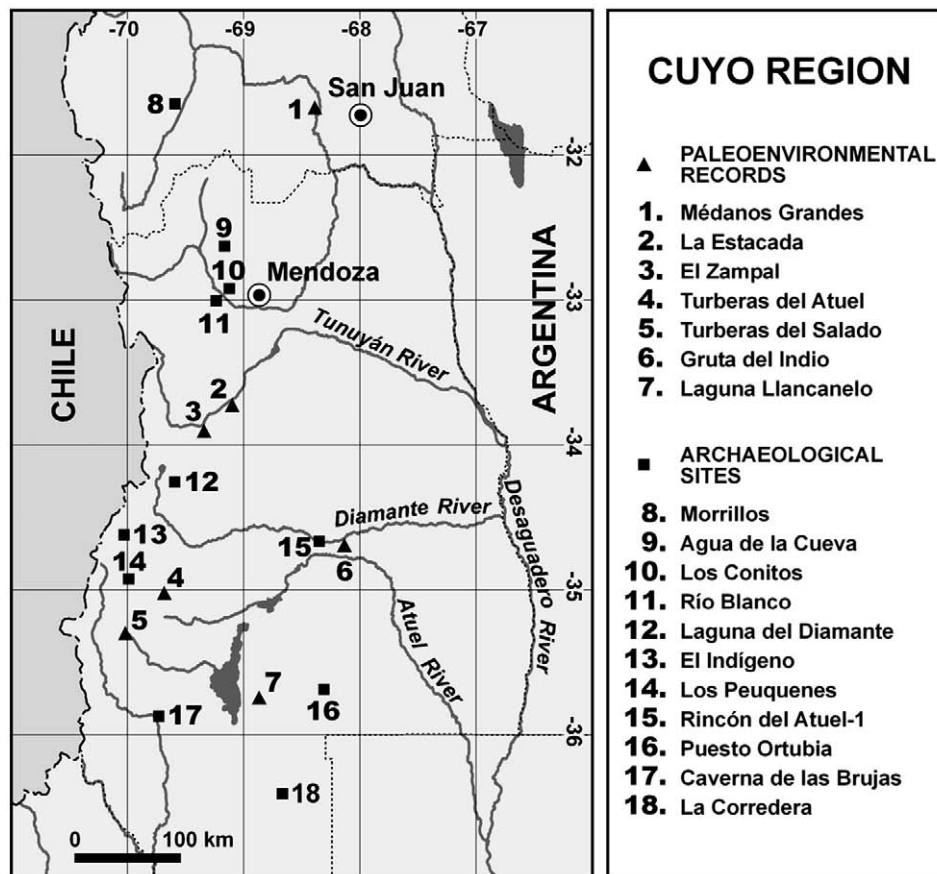 -70 -69 -68 -67
San Juan
8
1
-32
9
10
Mendoza
11
-33
Tunuyán River
CHILE
ARGENTINA
2
3
-34
12
Desaguadero River
Diamante River
13
15
14
4
6
-35
5
Atuel River
7
16
17
-36
18
0 100 km
CUYO REGION
PALEOENVIRONMENTAL
RECORDS
1. Médanos Grandes
2. La Estacada
3. El Zampal
4. Turberas del Atuel
5. Turberas del Salado
6. Gruta del Indio
7. Laguna Llancanelo
ARCHAEOLOGICAL
SITES
8. Morrillos
9. Agua de la Cueva
10. Los Conitos
11. Río Blanco
12. Laguna del Diamante
13. El Indígeno
14. Los Peuquenes
15. Rincón del Atuel-1
16. Puesto Ortubia
17. Caverna de las Brujas
18. La Corredera